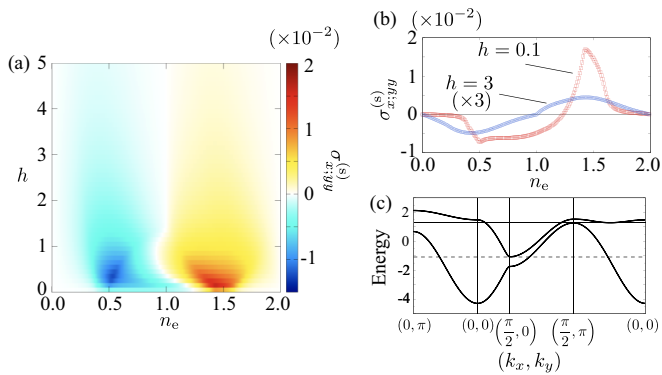 (a)
(×10⁻²)
5
4
3
2
1
0
h
0.0 0.5 1.0 1.5 2.0
nₑ
2
1
0
-1
σ^(s)_{x;yy}
(b) (×10⁻²)
σ^(s)_{x;yy}
2
1
0
-1
h = 0.1
h = 3
(×3)
0.0 0.5 1.0 1.5 2.0
nₑ
(c)
Energy
2
0
-2
-4
(0, π) (0, 0) (π/2, 0) (π/2, π) (0, 0)
(kₓ, k_y)